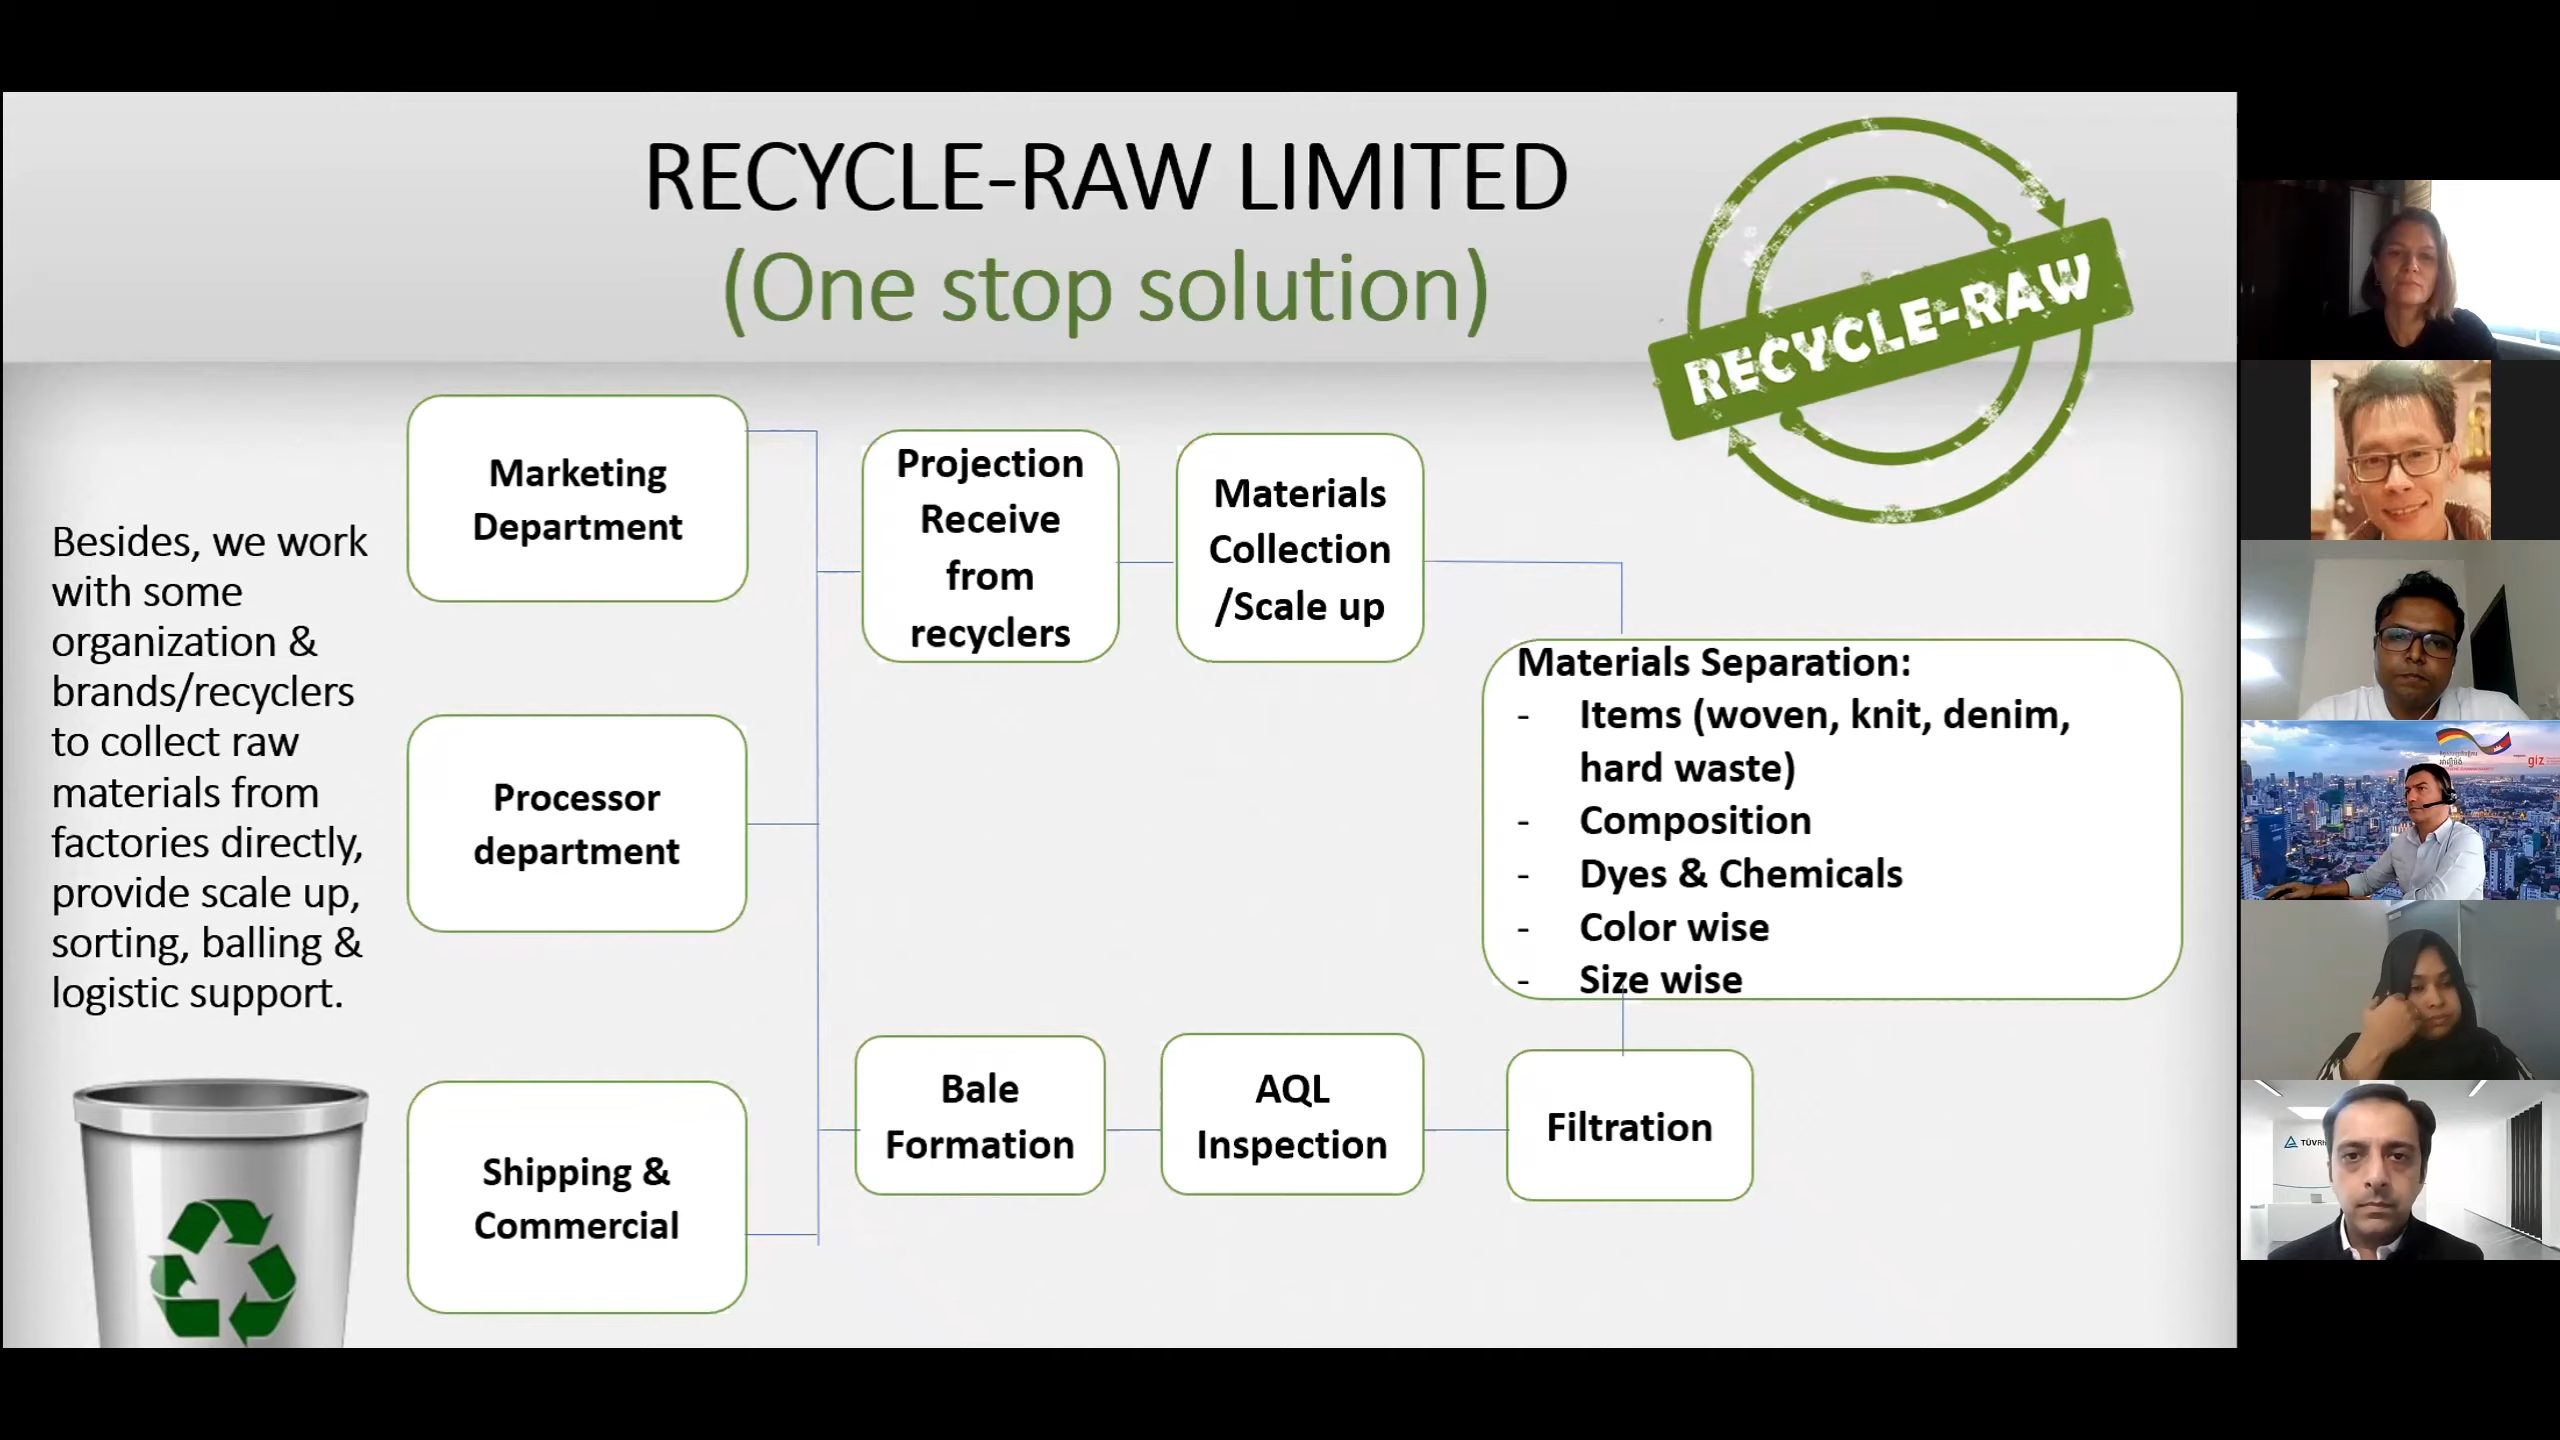 RECYCLE-RAW LIMITED
(One stop solution)
RECYCLE-RAW
Besides, we work
with some
organization &
brands/recyclers
to collect raw
materials from
factories directly,
provide scale up,
sorting, balling &
logistic support.
Marketing
Department
Processor
department
Shipping &
Commercial
Projection
Receive
from
recyclers
Materials
Collection
/Scale up
Materials Separation:
- Items (woven, knit, denim,
hard waste)
- Composition
- Dyes & Chemicals
- Color wise
- Size wise
Bale
Formation
AQL
Inspection
Filtration
giz
TÜVRh